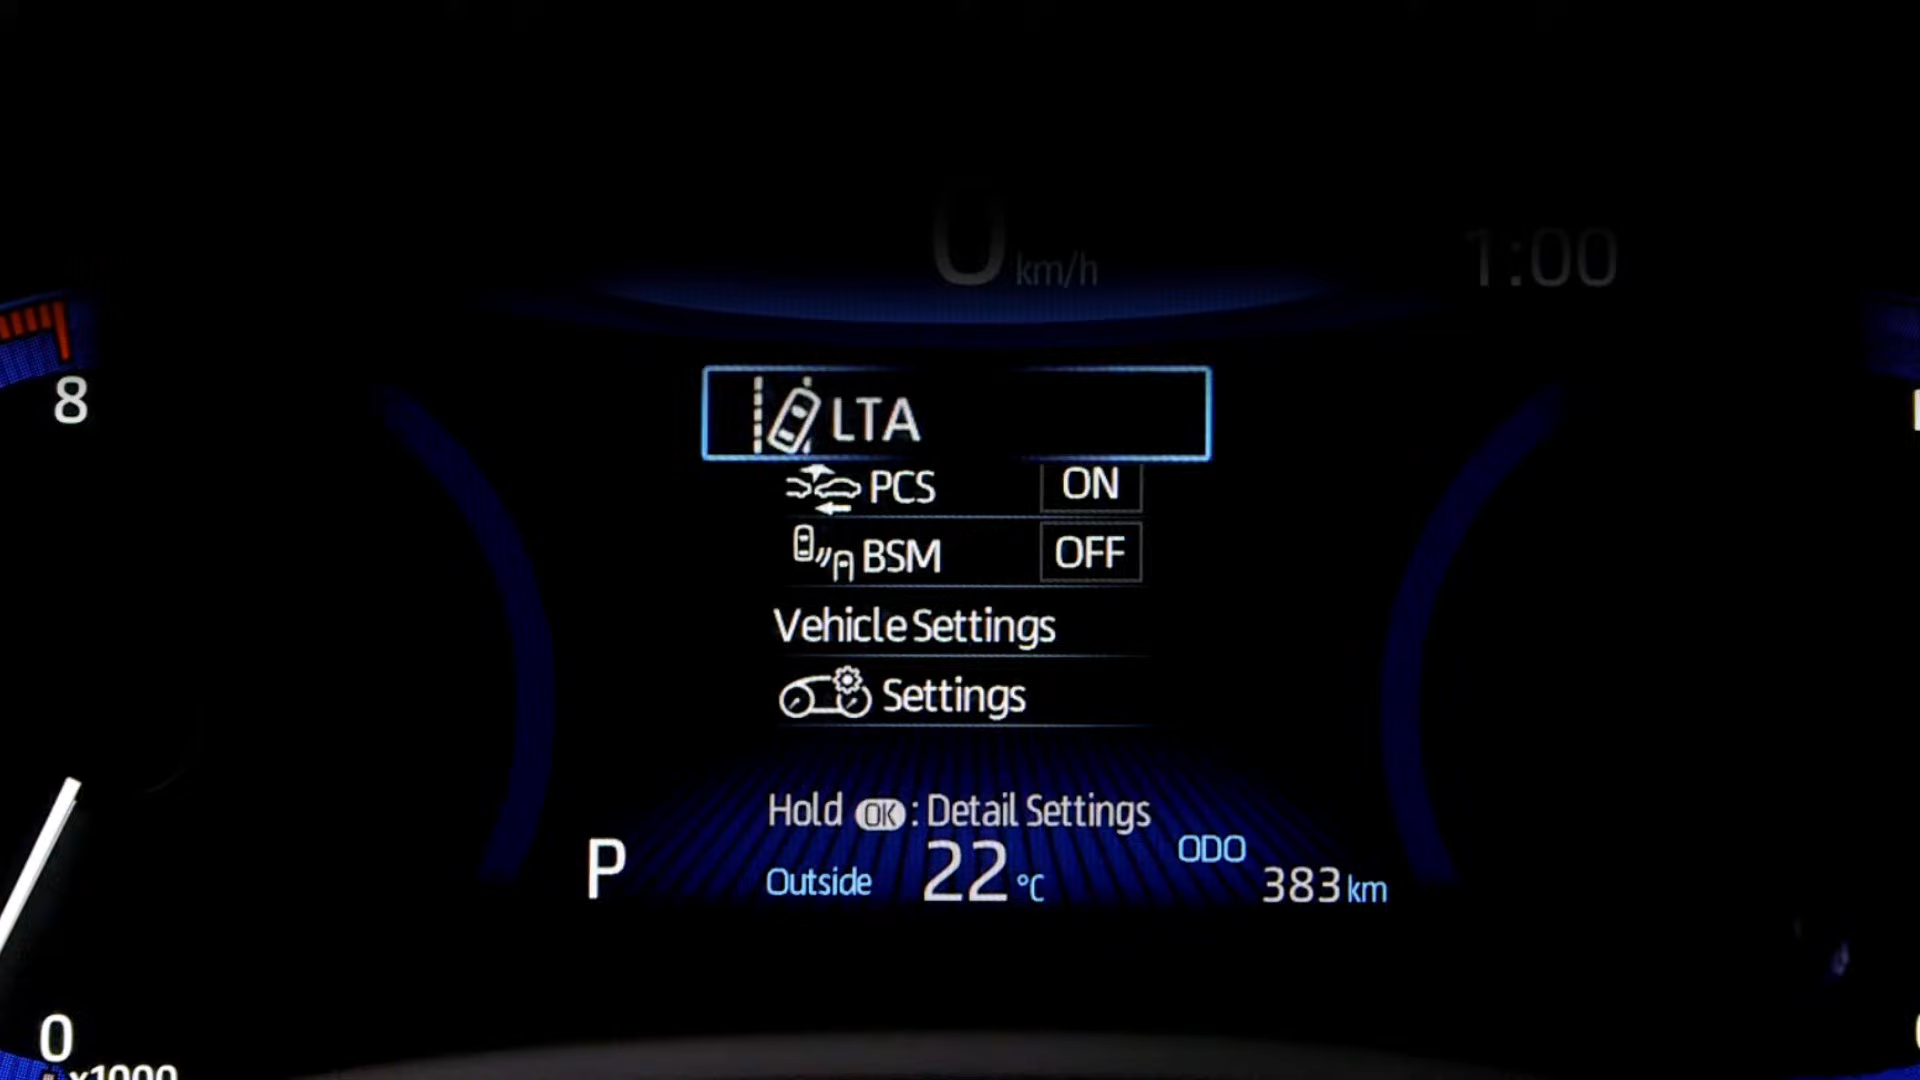 0 km/h
1:00
8
LTA
PCS ON
BSM OFF
Vehicle Settings
Settings
Hold OK : Detail Settings
P
Outside 22 °C
ODO
383 km
0
x1000